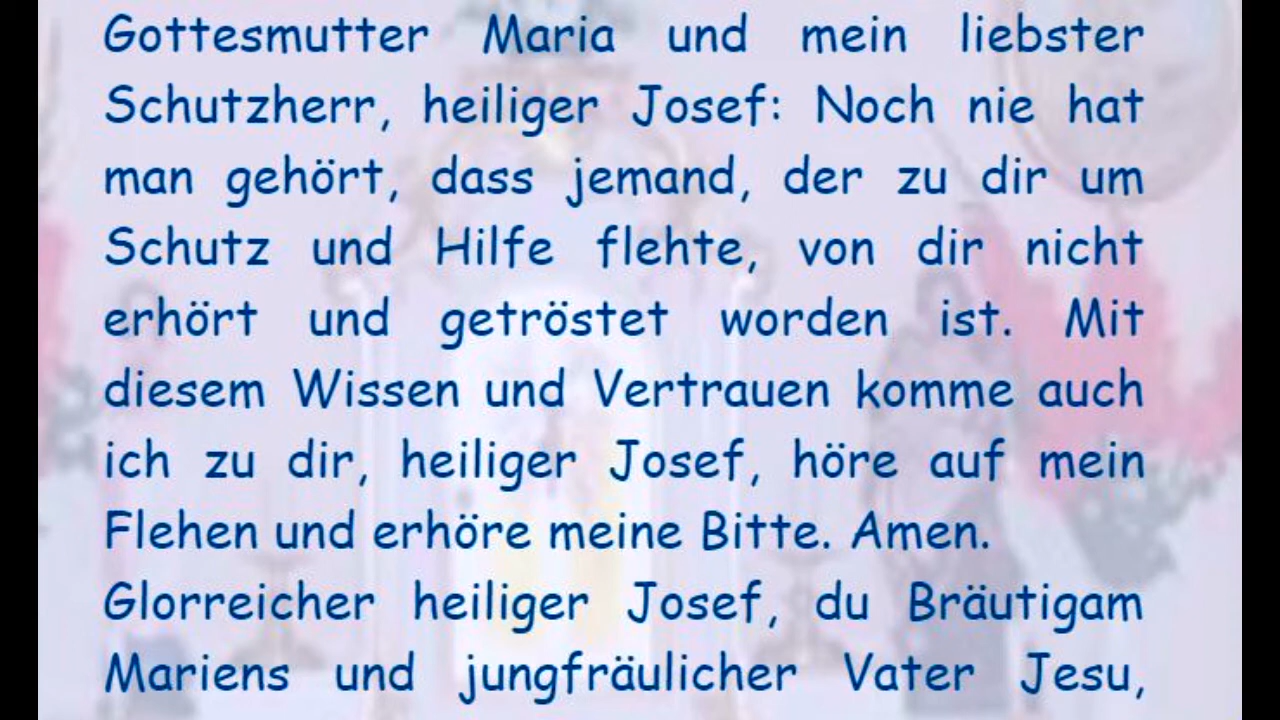 Gottesmutter Maria und mein liebster
Schutzherr, heiliger Josef: Noch nie hat
man gehört, dass jemand, der zu dir um
Schutz und Hilfe flehte, von dir nicht
erhört und getröstet worden ist. Mit
diesem Wissen und Vertrauen komme auch
ich zu dir, heiliger Josef, höre auf mein
Flehen und erhöre meine Bitte. Amen.
Glorreicher heiliger Josef, du Bräutigam
Mariens und jungfräulicher Vater Jesu,